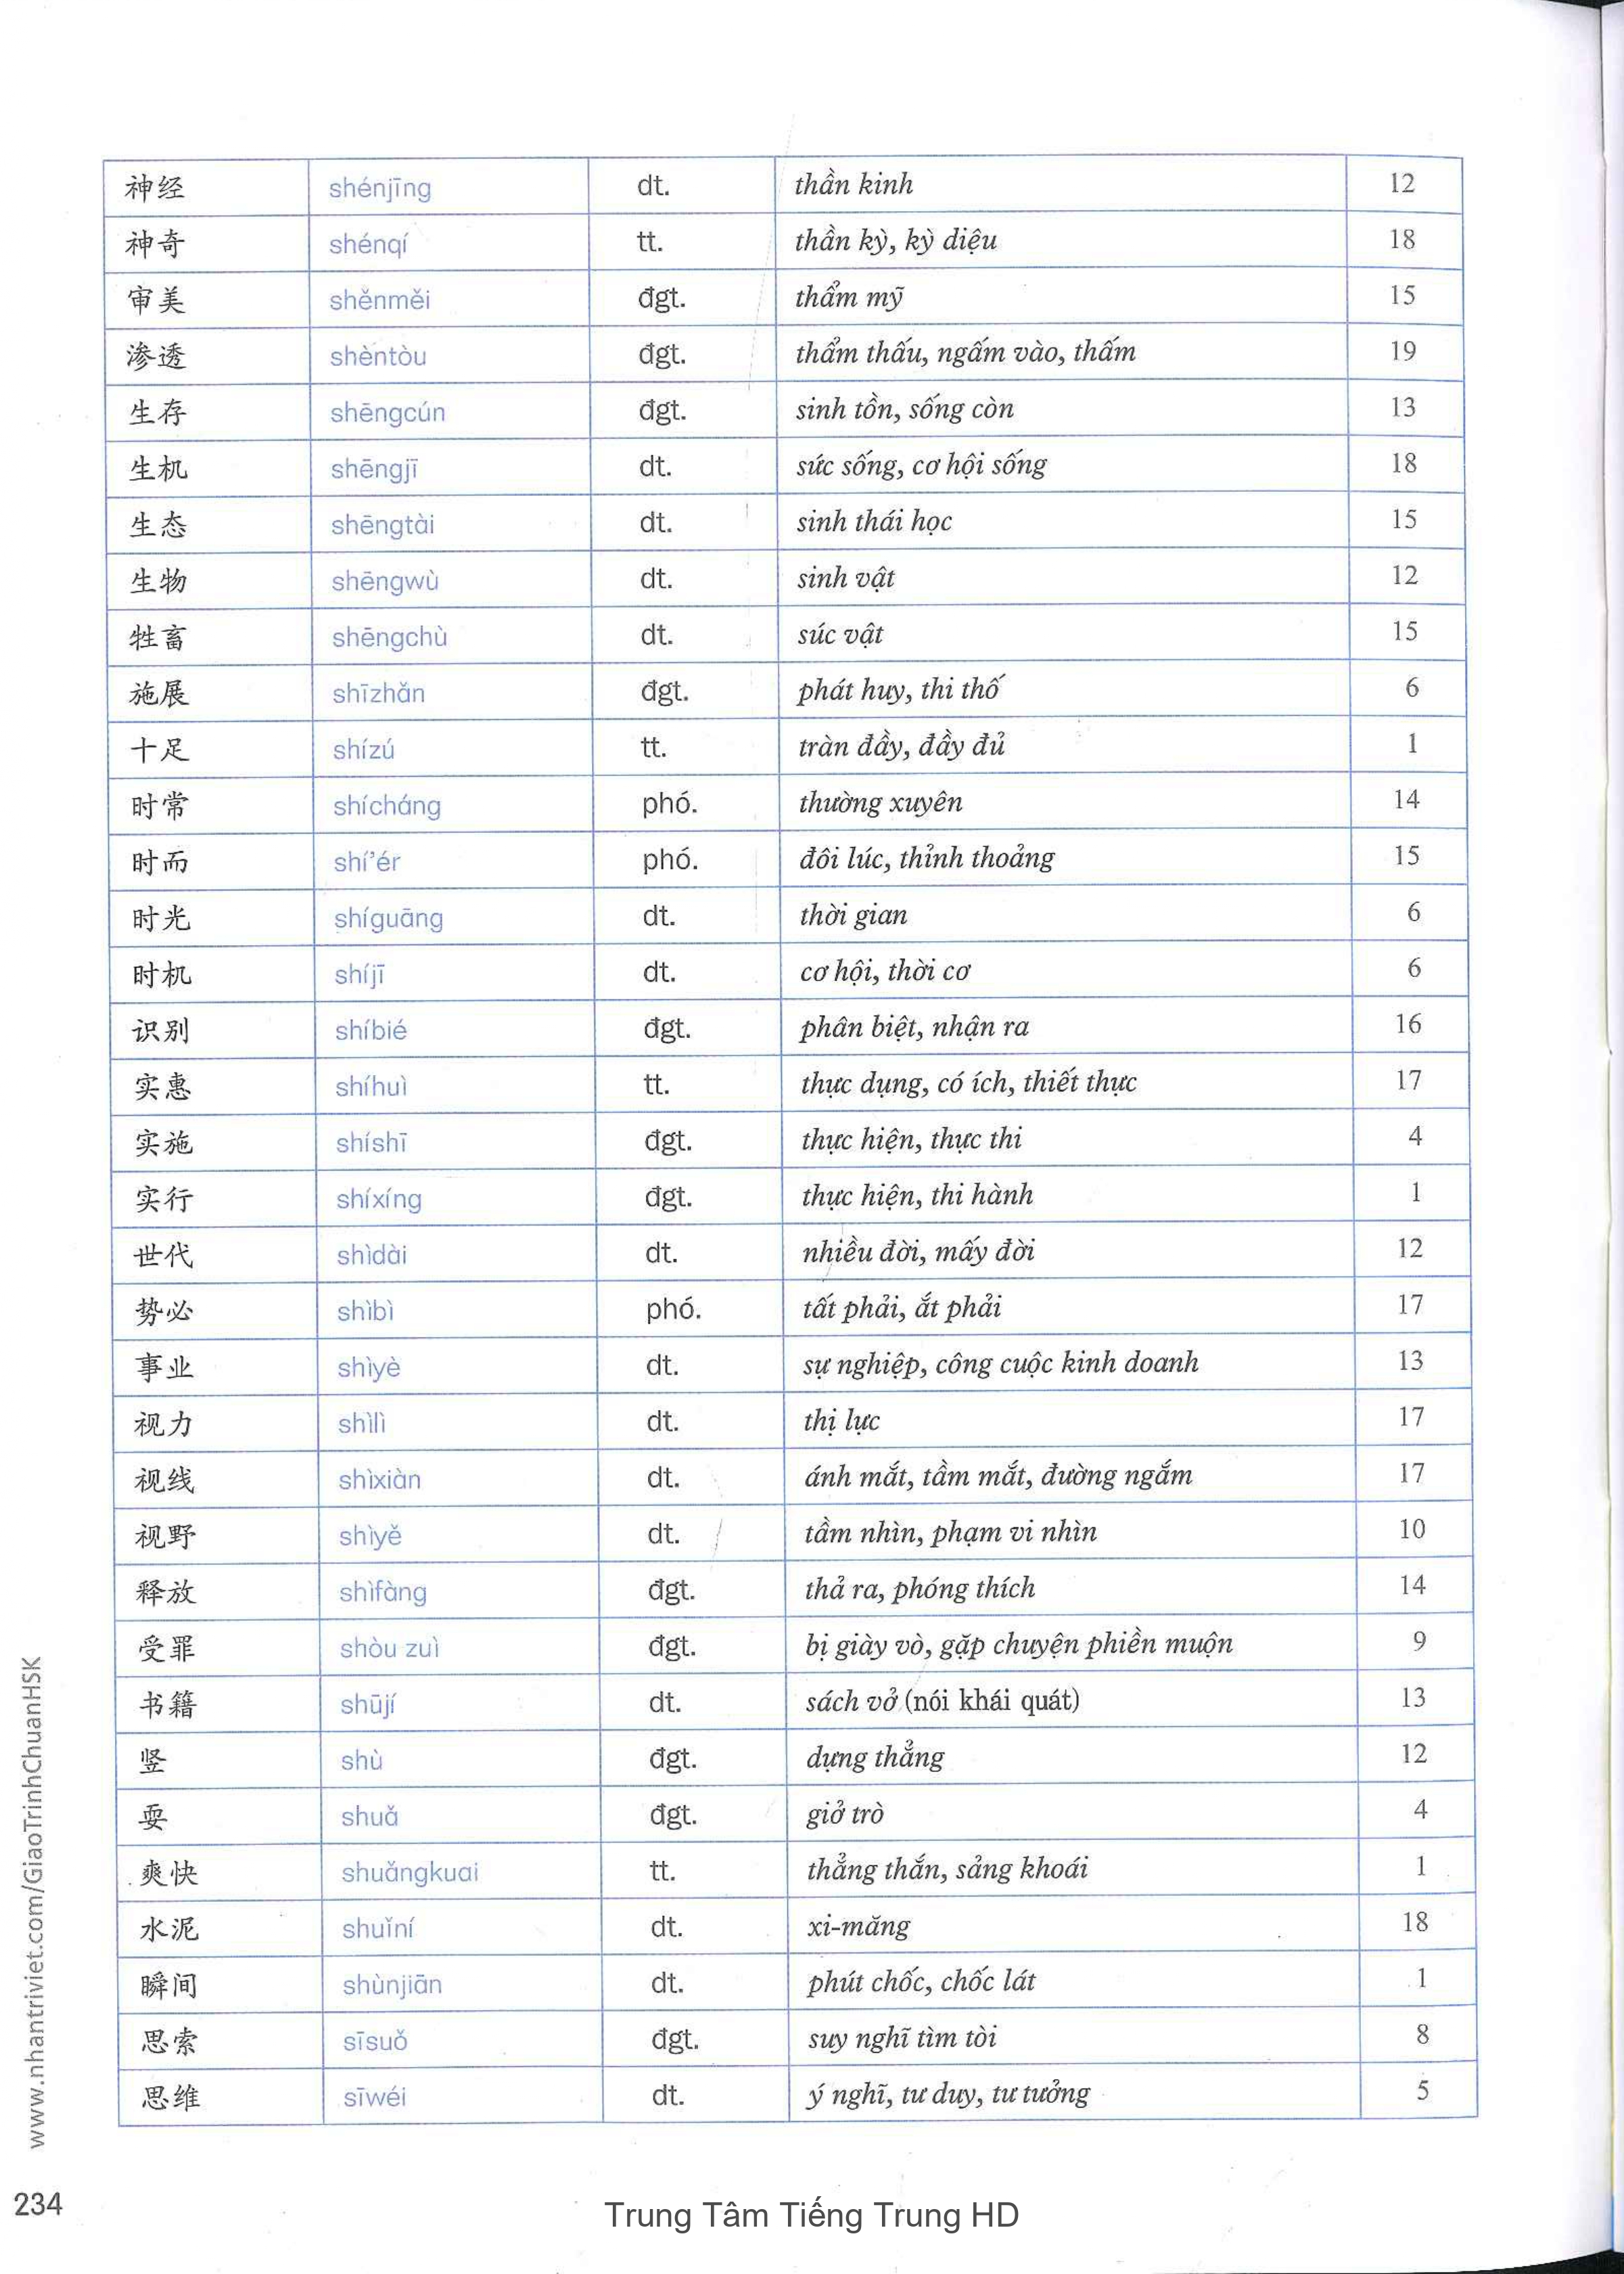 神经 shénjīng dt. thần kinh 12
神奇 shénqí tt. thần kỳ, kỳ diệu 18
审美 shěnměi đgt. thẩm mỹ 15
渗透 shèntòu đgt. thẩm thấu, ngấm vào, thấm 19
生存 shēngcún đgt. sinh tồn, sống còn 13
生机 shēngjī dt. sức sống, cơ hội sống 18
生态 shēngtài dt. sinh thái học 15
生物 shēngwù dt. sinh vật 12
牲畜 shēngchù dt. súc vật 15
施展 shīzhǎn đgt. phát huy, thi thố 6
十足 shízú tt. tràn đầy, đầy đủ 1
时常 shícháng phó. thường xuyên 14
时而 shí'ér phó. đôi lúc, thỉnh thoảng 15
时光 shíguāng dt. thời gian 6
时机 shíjī dt. cơ hội, thời cơ 6
识别 shíbié đgt. phân biệt, nhận ra 16
实惠 shíhuì tt. thực dụng, có ích, thiết thực 17
实施 shíshī đgt. thực hiện, thực thi 4
实行 shíxíng đgt. thực hiện, thi hành 1
世代 shìdài dt. nhiều đời, mấy đời 12
势必 shìbì phó. tất phải, ắt phải 17
事业 shìyè dt. sự nghiệp, công cuộc kinh doanh 13
视力 shìlì dt. thị lực 17
视线 shìxiàn dt. ánh mắt, tầm mắt, đường ngắm 17
视野 shìyě dt. tầm nhìn, phạm vi nhìn 10
释放 shìfàng đgt. thả ra, phóng thích 14
受罪 shòu zuì đgt. bị giày vò, gặp chuyện phiền muộn 9
书籍 shūjí dt. sách vở (nói khái quát) 13
竖 shù đgt. dựng thẳng 12
耍 shuǎ đgt. giở trò 4
爽快 shuǎngkuai tt. thẳng thắn, sảng khoái 1
水泥 shuǐní dt. xi-măng 18
瞬间 shùnjiān dt. phút chốc, chốc lát 1
思索 sīsuǒ đgt. suy nghĩ tìm tòi 8
思维 sīwéi dt. ý nghĩ, tư duy, tư tưởng 5
www.nhantriviet.com/GiaoTrinhChuanHSK
234
Trung Tâm Tiếng Trung HD